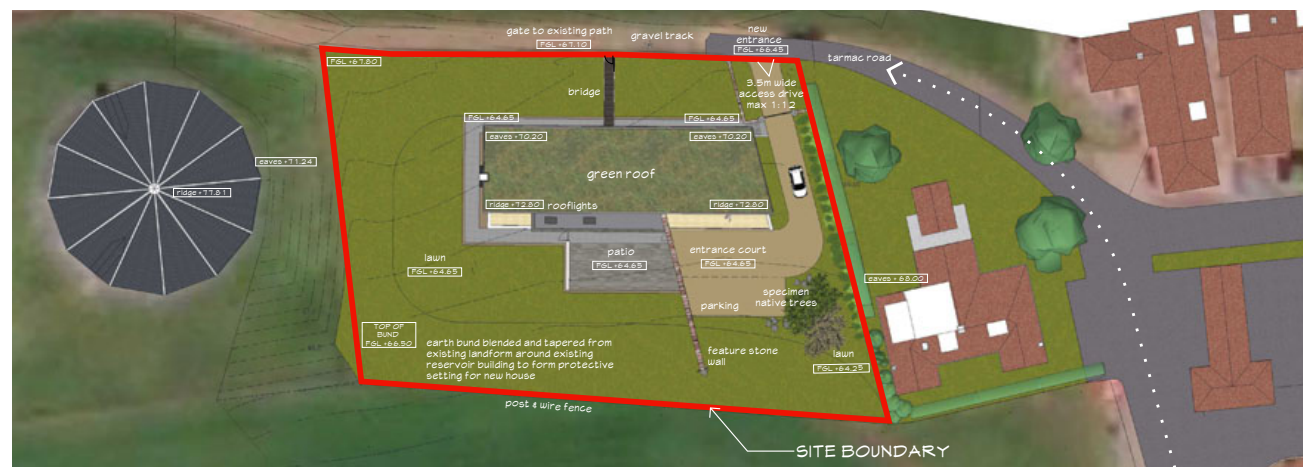 gate to existing path
FGL +67.10
gravel track
new
entrance
FGL +66.45
tarmac road
FGL +67.80
3.5m wide
access drive
max 1:12
bridge
FGL +64.65
FGL +64.65
eaves +70.20
eaves +70.20
eaves +71.24
green roof
ridge +77.81
ridge +72.80
rooflights
ridge +72.80
patio
FGL +64.65
entrance court
FGL +64.65
lawn
FGL +64.65
eaves +68.00
specimen
native trees
parking
TOP OF
BUND
FGL +66.50
earth bund blended and tapered from
existing landform around existing
reservoir building to form protective
setting for new house
feature stone
wall
lawn
FGL +64.25
post & wire fence
SITE BOUNDARY